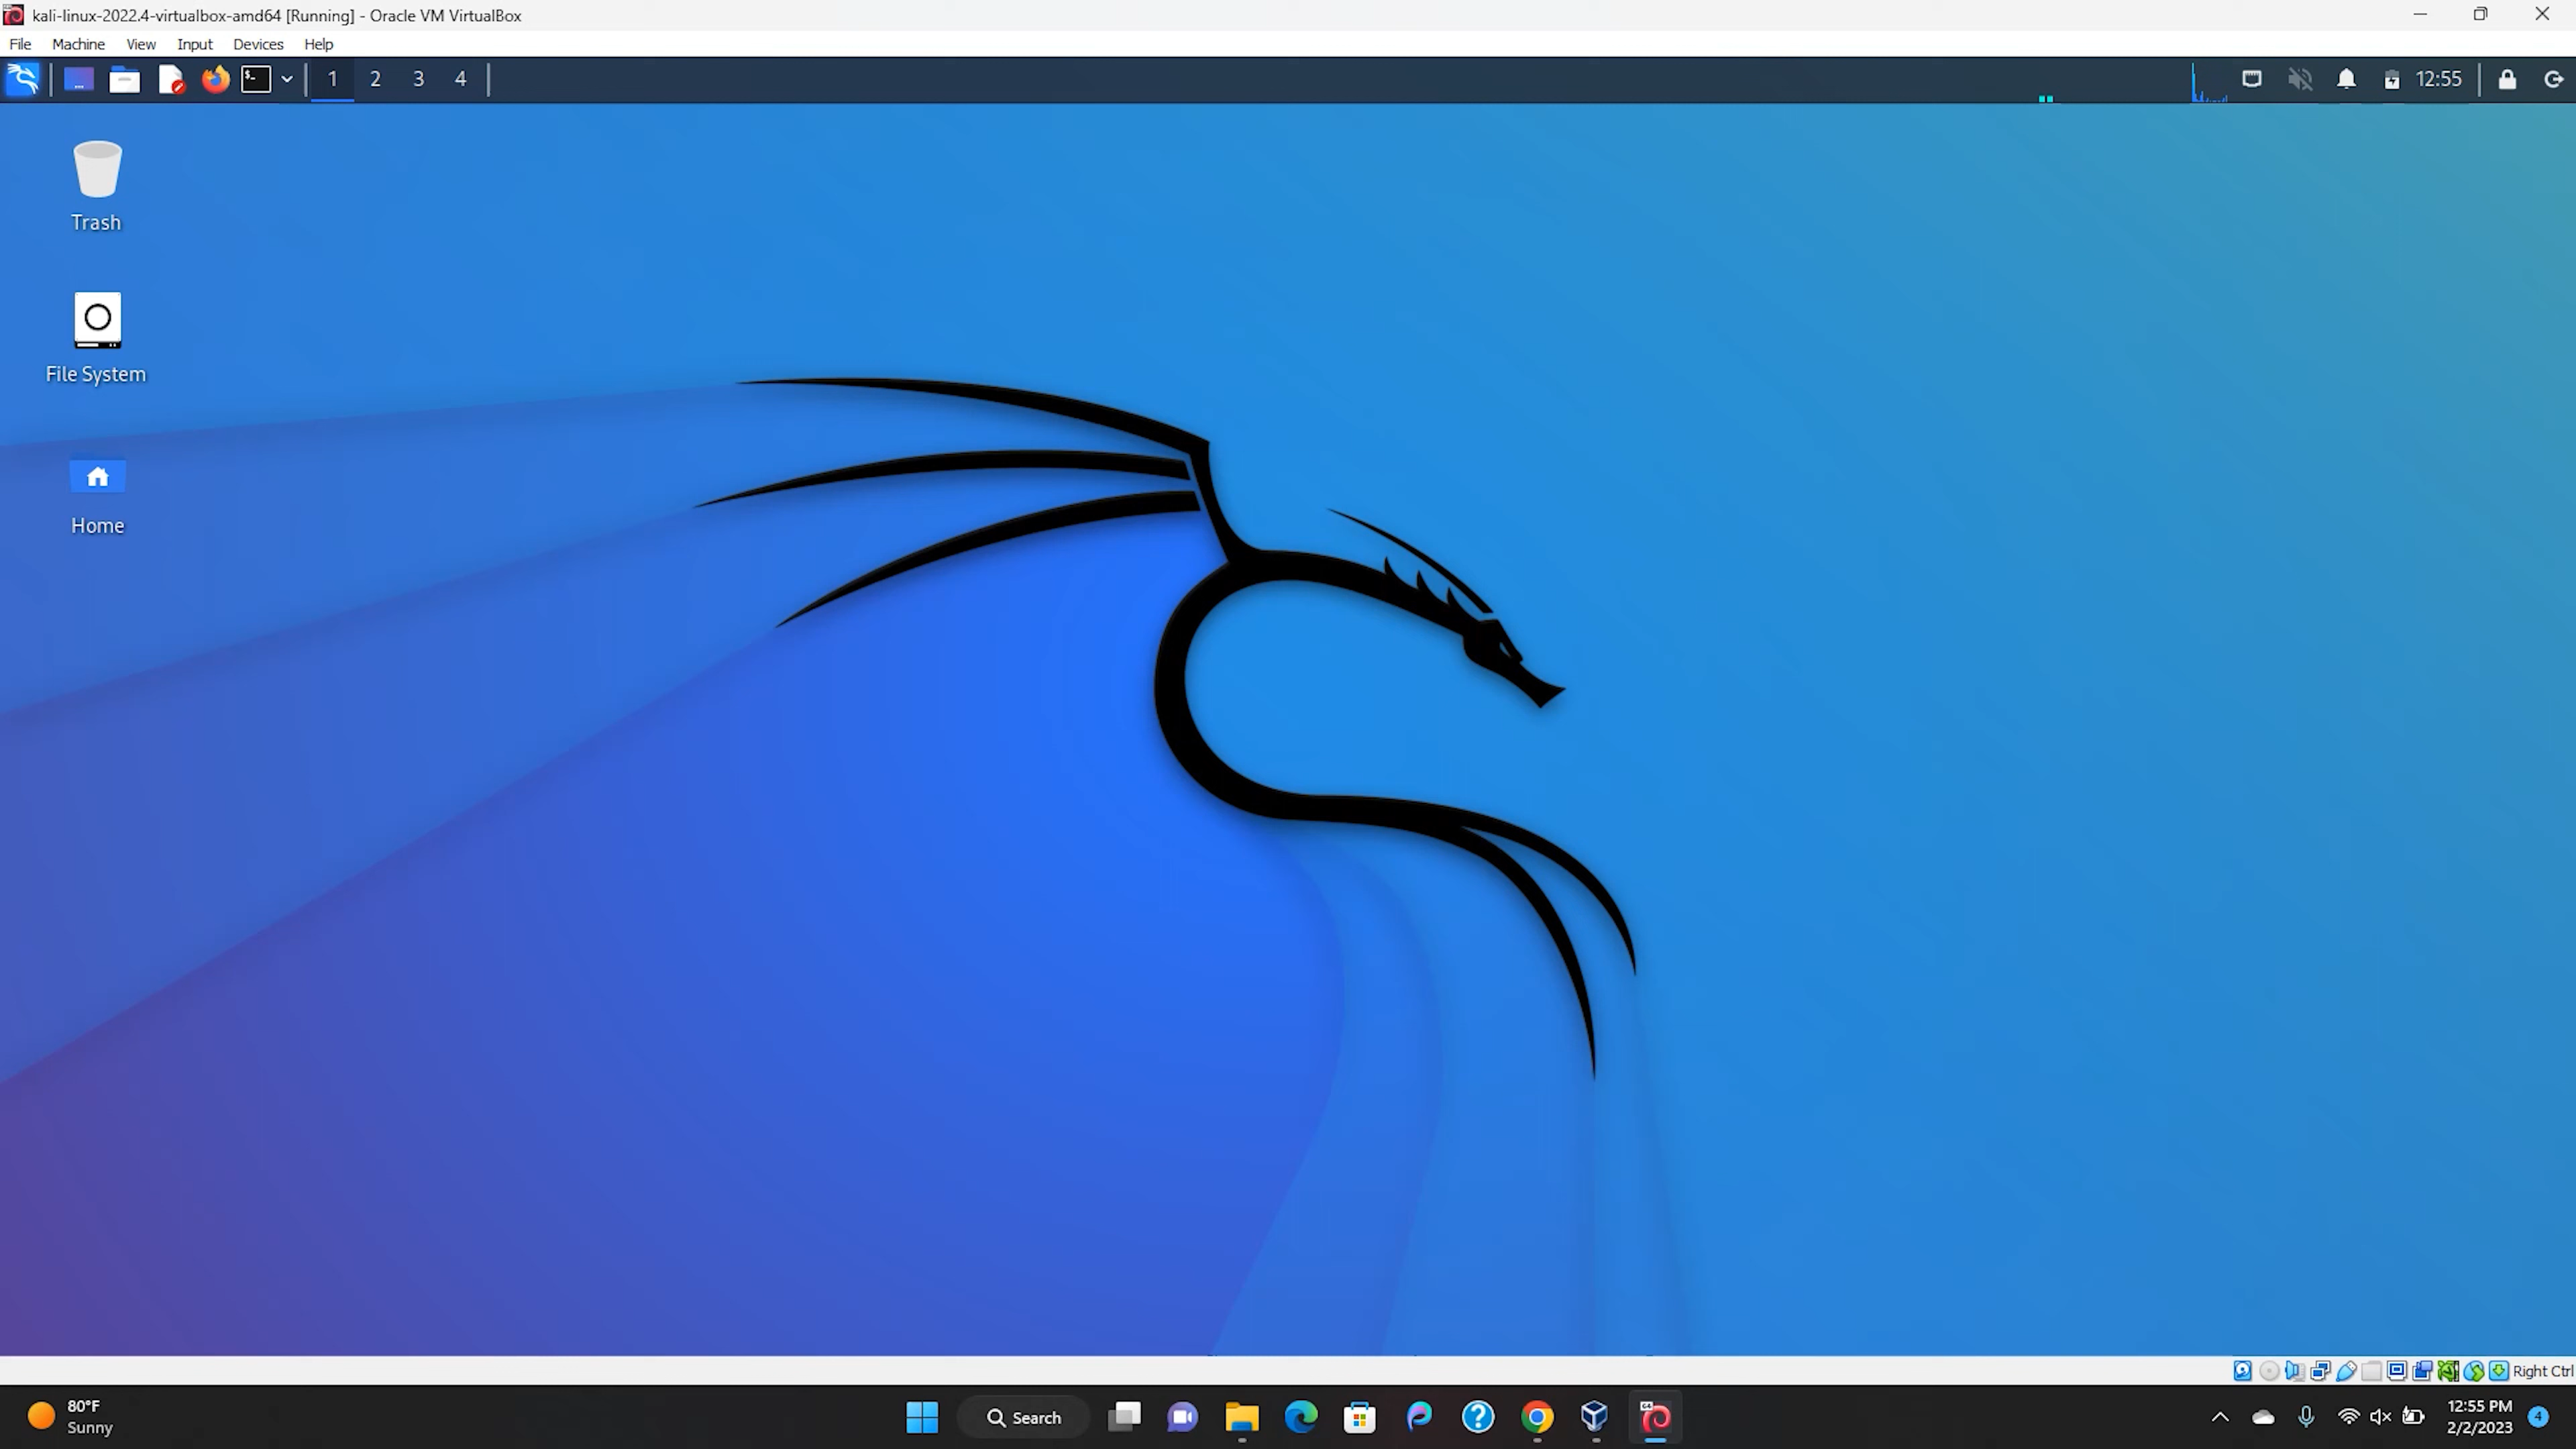 kali-linux-2022.4-virtualbox-amd64 [Running] - Oracle VM VirtualBox
File Machine View Input Devices Help
$- 1 2 3 4 12:55
Trash
File System
Home
Right Ctrl
80°F
Sunny
Search
12:55 PM
2/2/2023
4